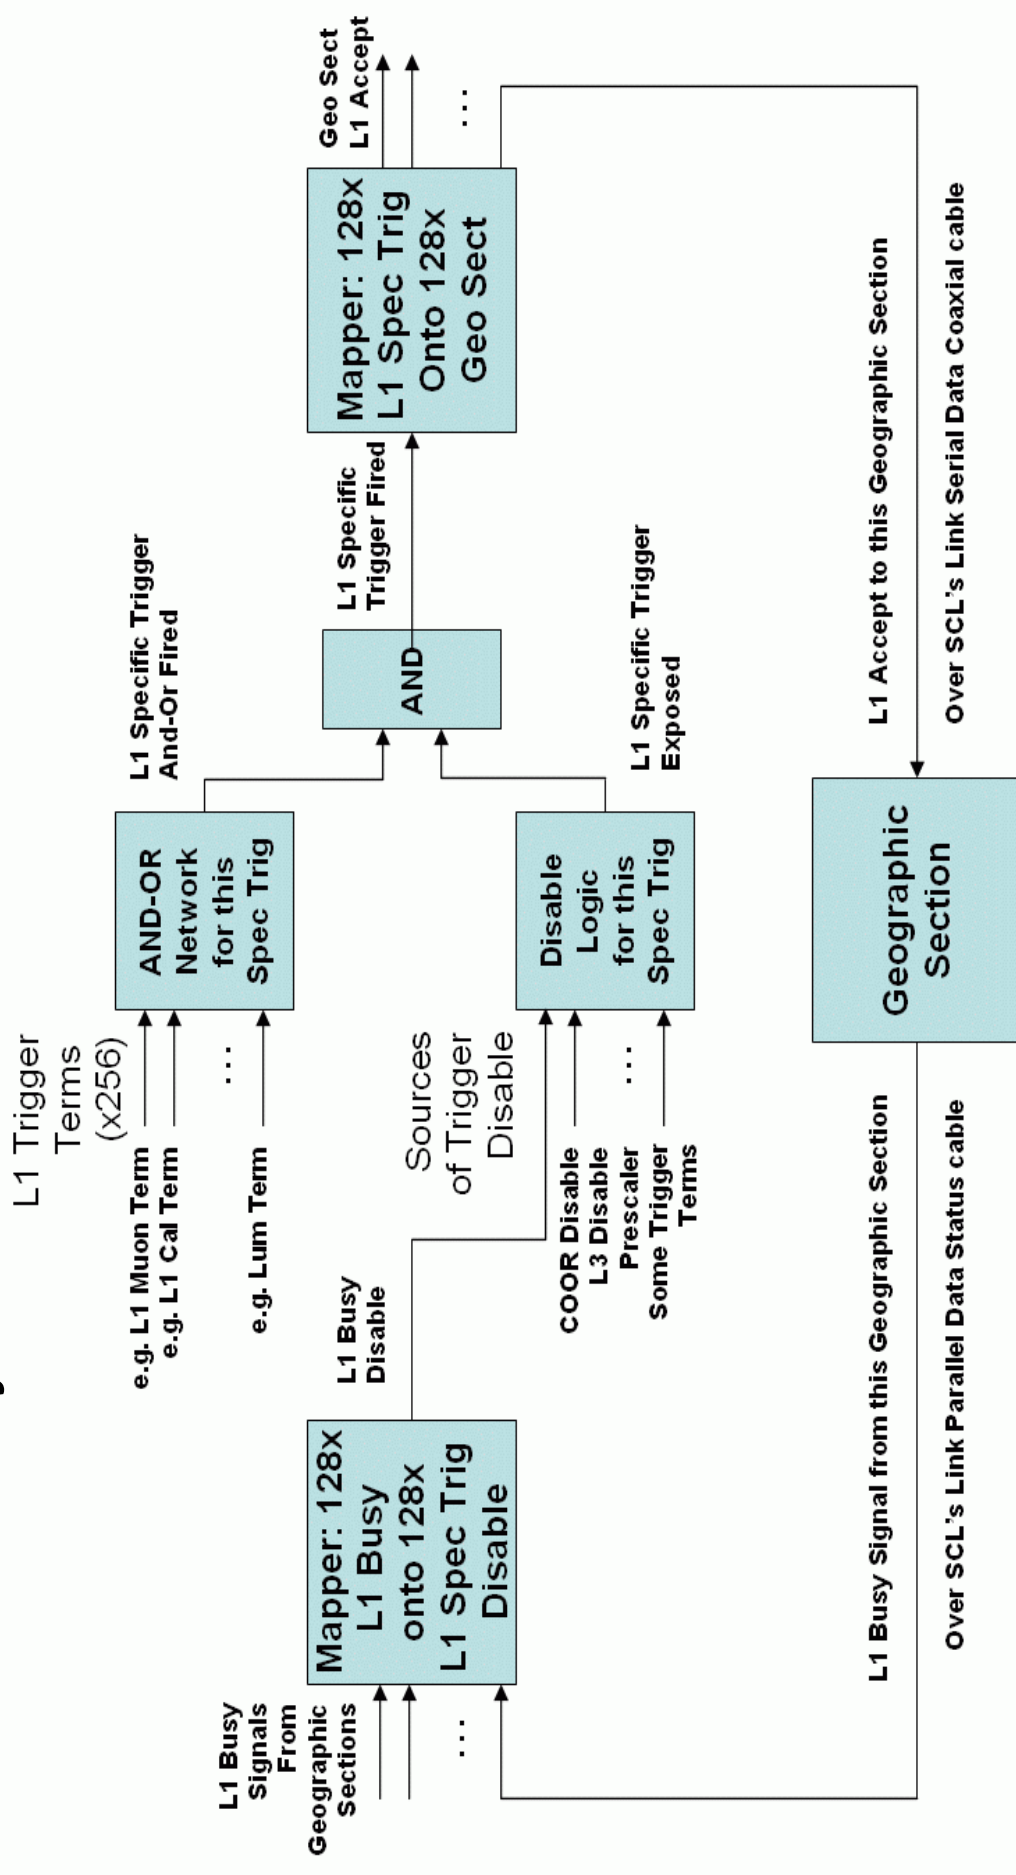 L1 Trigger
Terms
(x256)
e.g. L1 Muon Term
e.g. L1 Cal Term
...
e.g. Lum Term
AND-OR
Network
for this
Spec Trig
L1 Specific Trigger
And-Or Fired
L1 Busy
Signals
From
Geographic
Sections
...
Mapper: 128x
L1 Busy
onto 128x
L1 Spec Trig
Disable
L1 Busy
Disable
Sources
of Trigger
Disable
COOR Disable
L3 Disable
Prescaler
...
Some Trigger
Terms
Disable
Logic
for this
Spec Trig
L1 Specific Trigger
Exposed
AND
L1 Specific
Trigger Fired
Mapper: 128x
L1 Spec Trig
Onto 128x
Geo Sect
Geo Sect
L1 Accept
...
L1 Busy Signal from this Geographic Section
Over SCL's Link Parallel Data Status cable
Geographic
Section
L1 Accept to this Geographic Section
Over SCL's Link Serial Data Coaxial cable